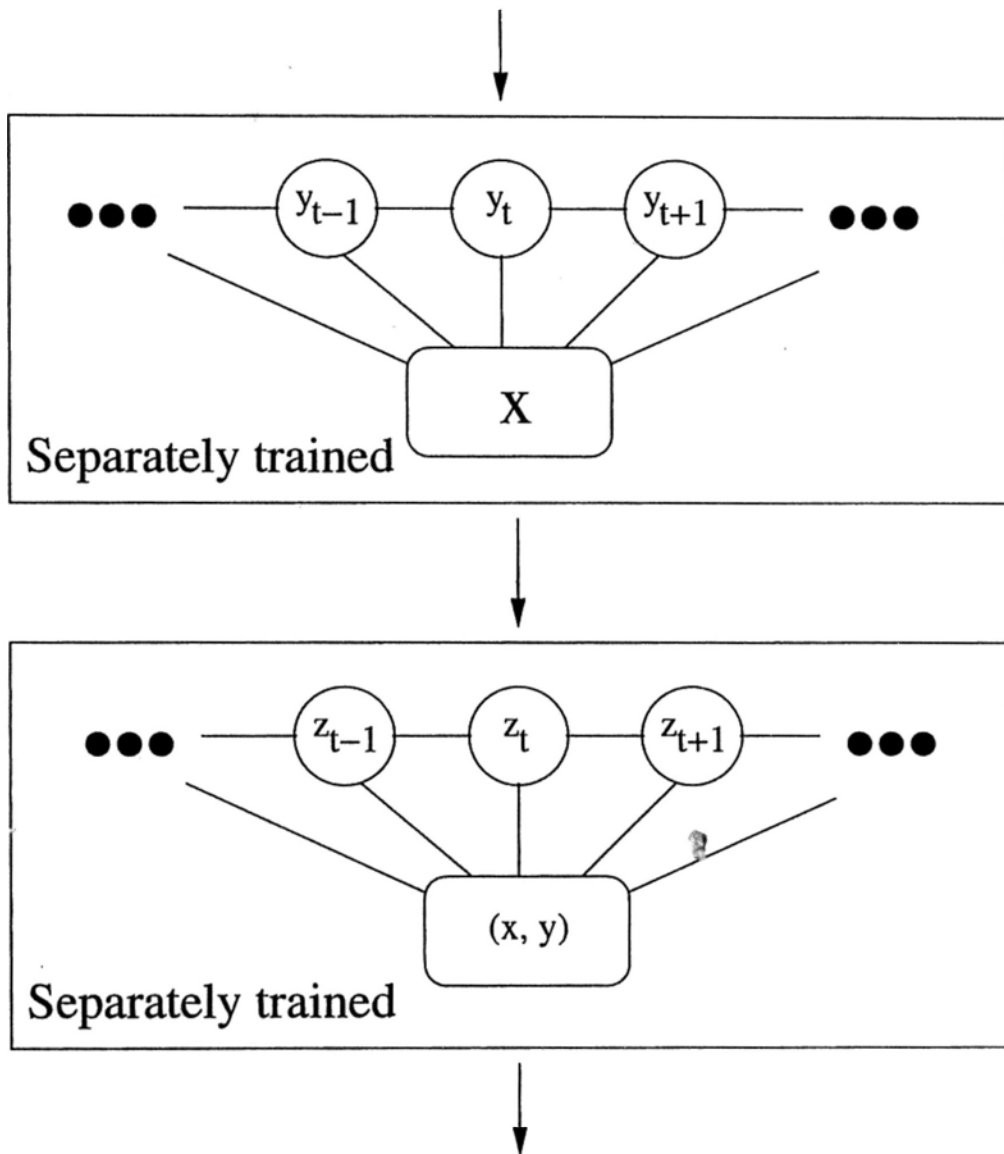 y_{t-1} y_t y_{t+1}
X
Separately trained
z_{t-1} z_t z_{t+1}
(x, y)
Separately trained